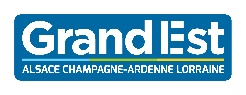 Grand Est
ALSACE CHAMPAGNE-ARDENNE LORRAINE